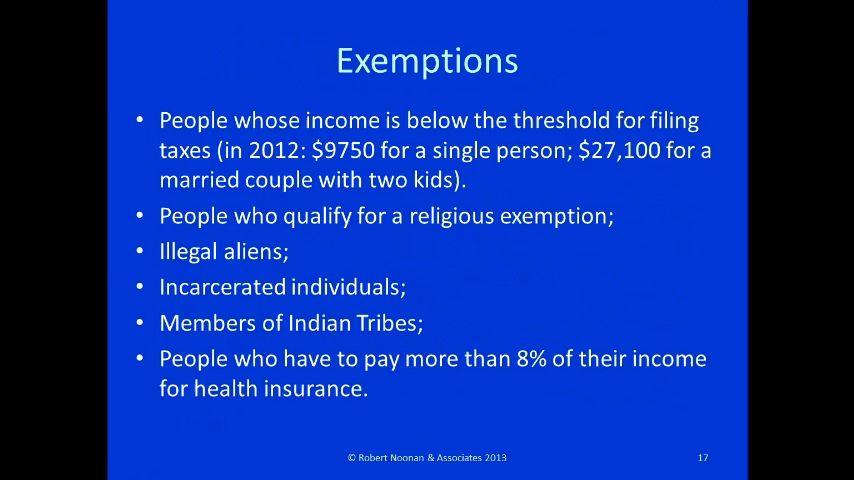 Exemptions
• People whose income is below the threshold for filing
taxes (in 2012: $9750 for a single person; $27,100 for a
married couple with two kids).
• People who qualify for a religious exemption;
• Illegal aliens;
• Incarcerated individuals;
• Members of Indian Tribes;
• People who have to pay more than 8% of their income
for health insurance.
© Robert Noonan & Associates 2013
17